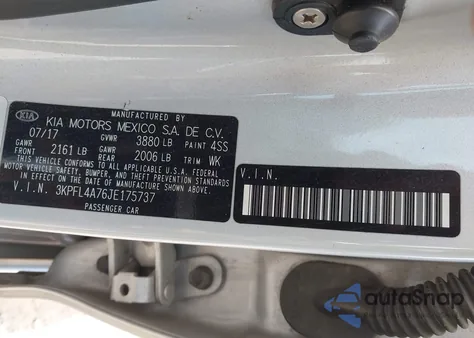 MANUFACTURED BY
KIA KIA MOTORS MEXICO S.A. DE C.V.
07/17 GVWR 3880 LB PAINT 4SS
GAWR FRONT 2161 LB GAWR REAR 2006 LB TRIM WK
THIS VEHICLE CONFORMS TO ALL APPLICABLE U.S. FEDERAL
MOTOR VEHICLE SAFETY, BUMPER, AND THEFT PREVENTION STANDARDS
IN EFFECT ON THE DATE OF MANUFACTURE SHOWN ABOVE.
V.I.N. 3KPFL4A76JE175737
PASSENGER CAR
V.I.N.
autoSnap